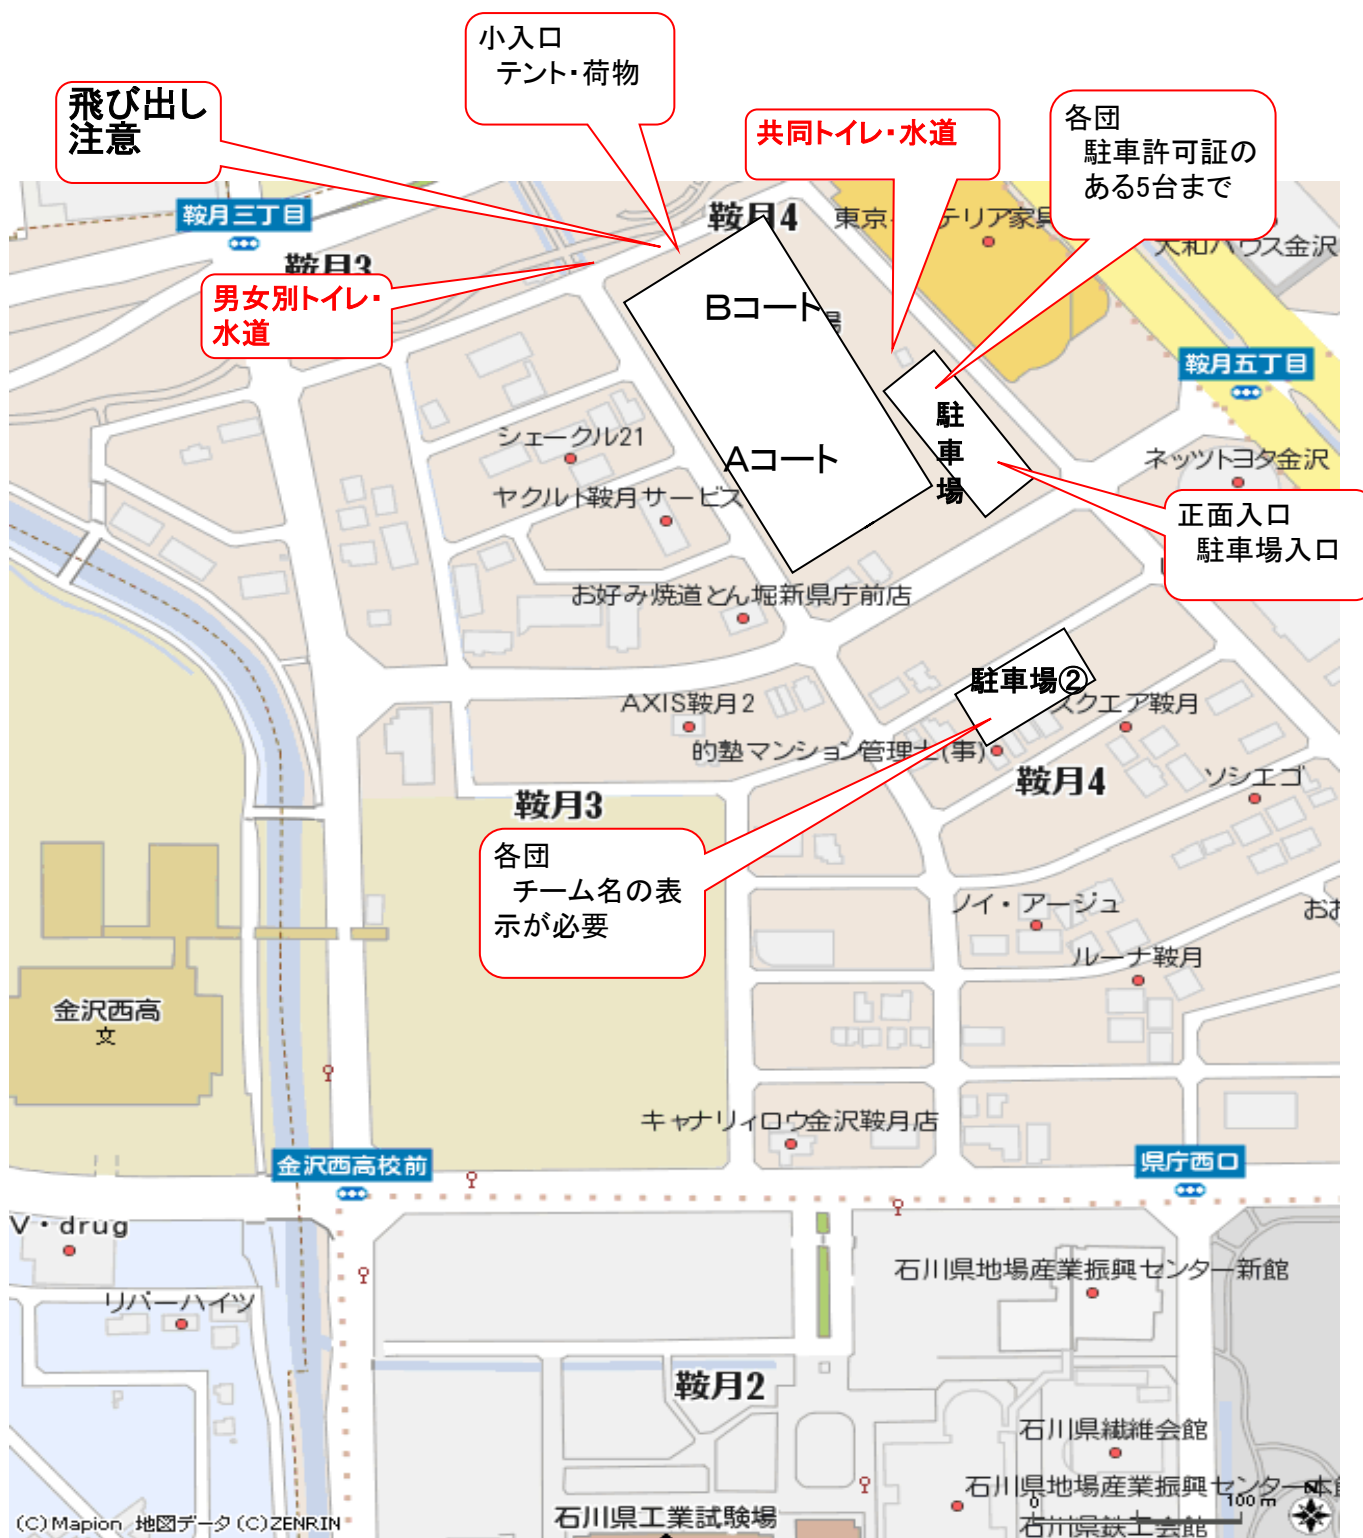 小入口
テント・荷物
飛び出し
注意
共同トイレ・水道
各団
駐車許可証の
ある5台まで
鞍月三丁目
鞍月4
鞍月3
大和ハウス金沢
男女別トイレ・
水道
Bコート
鞍月五丁目
駐
車
場
シェークル21
Aコート
ネッツトヨタ金沢
ヤクルト鞍月サービス
正面入口
駐車場入口
お好み焼道とん堀新県庁前店
駐車場②
AXIS鞍月2
スクエア鞍月
的塾マンション管理士(事)
鞍月4
ソシエゴ
鞍月3
各団
チーム名の表
示が必要
ノイ・アージュ
ルーナ鞍月
金沢西高
文
キャナリィロウ金沢鞍月店
金沢西高校前
県庁西口
V・drug
石川県地場産業振興センター新館
リバーハイツ
鞍月2
石川県繊維会館
石川県地場産業振興センター本館
0 100m
N
石川県工業試験場
石川県鉄工会館
(C)Mapion 地図データ(C)ZENRIN